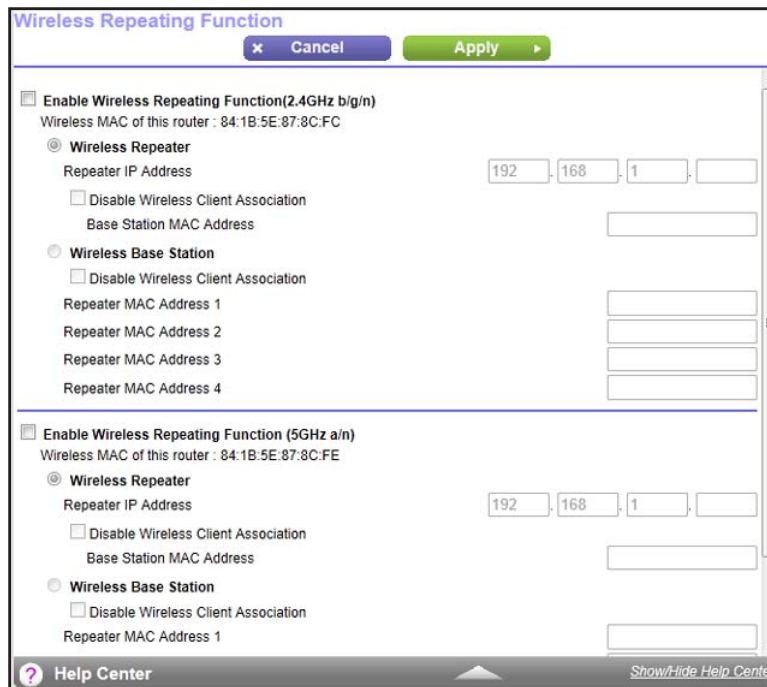 Wireless Repeating Function
x Cancel Apply
Enable Wireless Repeating Function(2.4GHz b/g/n)
Wireless MAC of this router : 84:1B:5E:87:8C:FC
Wireless Repeater
Repeater IP Address 192 . 168 . 1 .
Disable Wireless Client Association
Base Station MAC Address
Wireless Base Station
Disable Wireless Client Association
Repeater MAC Address 1
Repeater MAC Address 2
Repeater MAC Address 3
Repeater MAC Address 4
Enable Wireless Repeating Function (5GHz a/n)
Wireless MAC of this router : 84:1B:5E:87:8C:FE
Wireless Repeater
Repeater IP Address 192 . 168 . 1 .
Disable Wireless Client Association
Base Station MAC Address
Wireless Base Station
Disable Wireless Client Association
Repeater MAC Address 1
? Help Center Show/Hide Help Cente